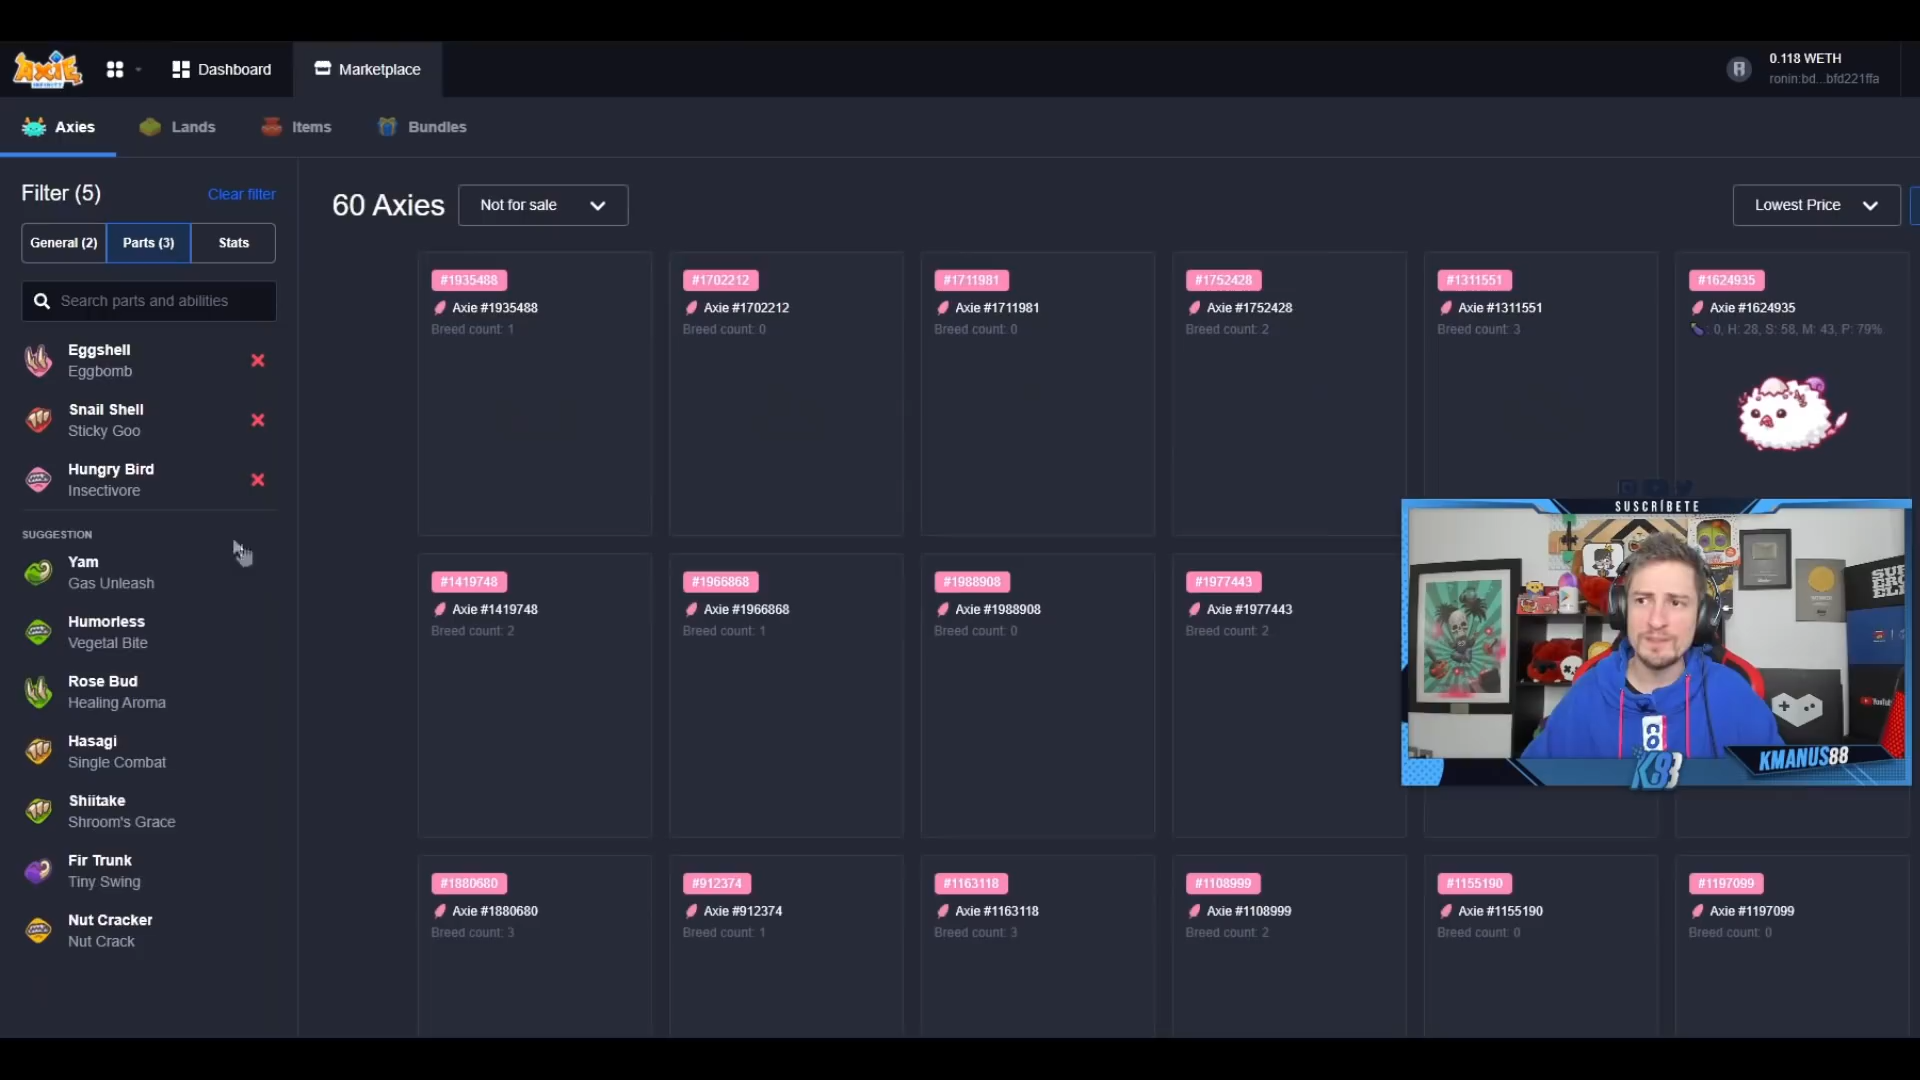 AXIE
INFINITY
Dashboard
Marketplace
0.118 WETH
ronin:bd...bfd221ffa
Axies
Lands
Items
Bundles
Filter (5)
Clear filter
General (2)
Parts (3)
Stats
Search parts and abilities
Eggshell
Eggbomb
Snail Shell
Sticky Goo
Hungry Bird
Insectivore
SUGGESTION
Yam
Gas Unleash
Humorless
Vegetal Bite
Rose Bud
Healing Aroma
Hasagi
Single Combat
Shiitake
Shroom's Grace
Fir Trunk
Tiny Swing
Nut Cracker
Nut Crack
60 Axies
Not for sale
Lowest Price
#1935488
Axie #1935488
Breed count: 1
#1702212
Axie #1702212
Breed count: 0
#1711981
Axie #1711981
Breed count: 0
#1752428
Axie #1752428
Breed count: 2
#1311551
Axie #1311551
Breed count: 3
#1624935
Axie #1624935
: 0, H: 28, S: 58, M: 43, P: 79%
#1419748
Axie #1419748
Breed count: 2
#1966868
Axie #1966868
Breed count: 1
#1988908
Axie #1988908
Breed count: 0
#1977443
Axie #1977443
Breed count: 2
SUSCRÍBETE
YouTube
K88
KMANUS88
#1880680
Axie #1880680
Breed count: 3
#912374
Axie #912374
Breed count: 1
#1163118
Axie #1163118
Breed count: 3
#1108999
Axie #1108999
Breed count: 2
#1155190
Axie #1155190
Breed count: 0
#1197099
Axie #1197099
Breed count: 0